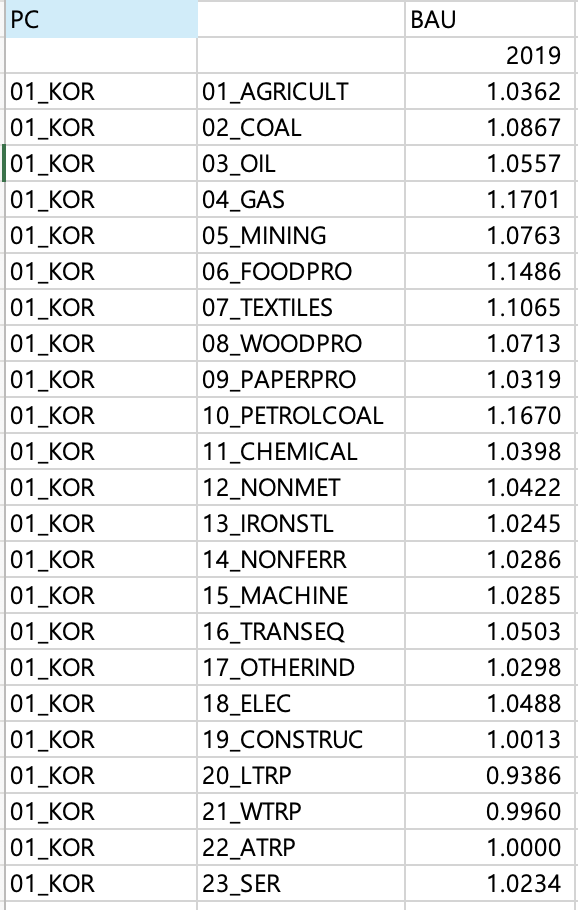 PC BAU
2019
01_KOR 01_AGRICULT 1.0362
01_KOR 02_COAL 1.0867
01_KOR 03_OIL 1.0557
01_KOR 04_GAS 1.1701
01_KOR 05_MINING 1.0763
01_KOR 06_FOODPRO 1.1486
01_KOR 07_TEXTILES 1.1065
01_KOR 08_WOODPRO 1.0713
01_KOR 09_PAPERPRO 1.0319
01_KOR 10_PETROLCOAL 1.1670
01_KOR 11_CHEMICAL 1.0398
01_KOR 12_NONMET 1.0422
01_KOR 13_IRONSTL 1.0245
01_KOR 14_NONFERR 1.0286
01_KOR 15_MACHINE 1.0285
01_KOR 16_TRANSEQ 1.0503
01_KOR 17_OTHERIND 1.0298
01_KOR 18_ELEC 1.0488
01_KOR 19_CONSTRUC 1.0013
01_KOR 20_LTRP 0.9386
01_KOR 21_WTRP 0.9960
01_KOR 22_ATRP 1.0000
01_KOR 23_SER 1.0234